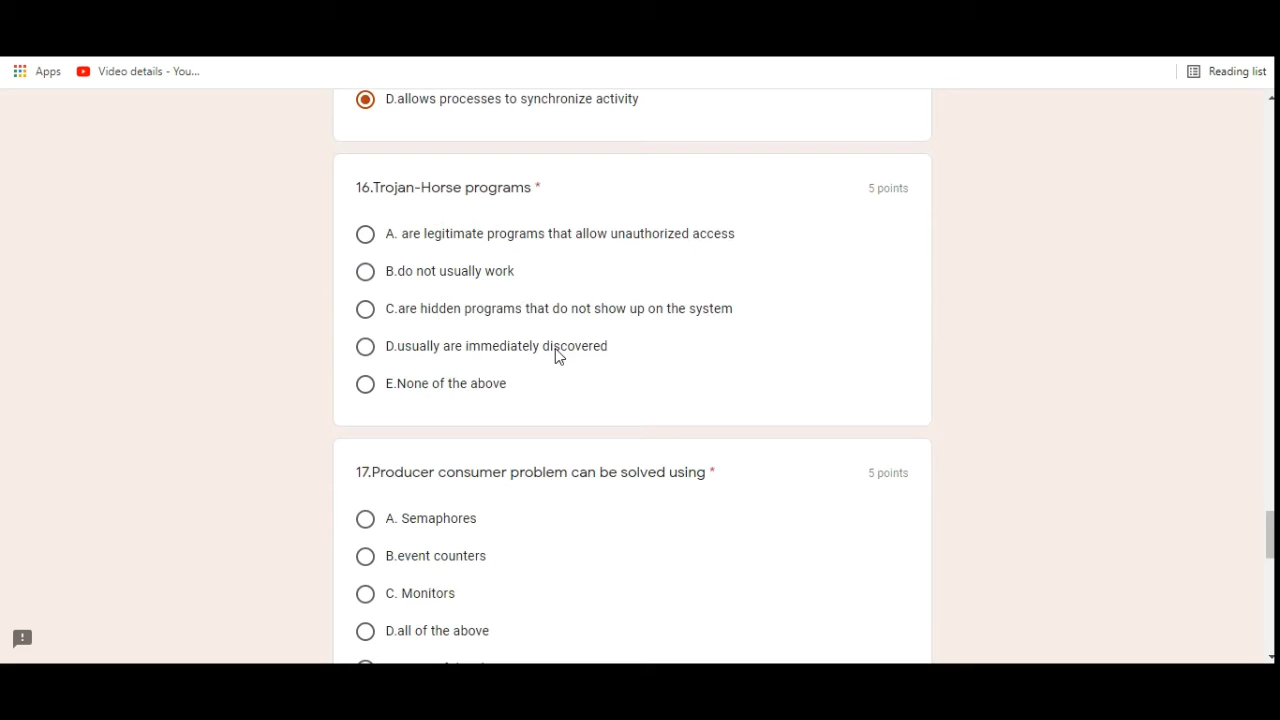 Apps
Video details - You...
Reading list
D.allows processes to synchronize activity
16.Trojan-Horse programs *
5 points
A. are legitimate programs that allow unauthorized access
B.do not usually work
C.are hidden programs that do not show up on the system
D.usually are immediately discovered
E.None of the above
17.Producer consumer problem can be solved using *
5 points
A. Semaphores
B.event counters
C. Monitors
D.all of the above